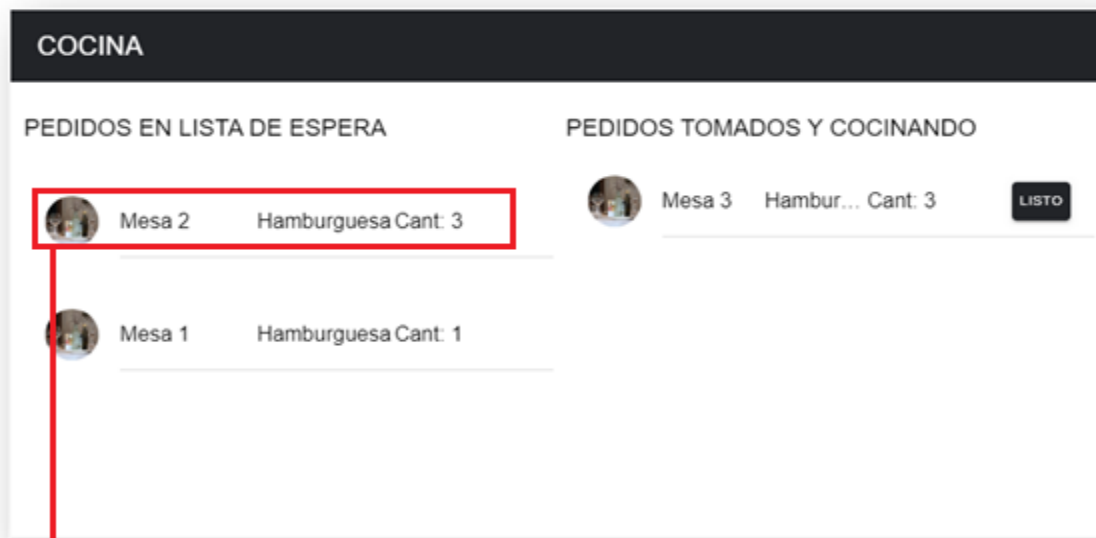 COCINA
PEDIDOS EN LISTA DE ESPERA
Mesa 2 Hamburguesa Cant: 3
Mesa 1 Hamburguesa Cant: 1
PEDIDOS TOMADOS Y COCINANDO
Mesa 3 Hambur... Cant: 3 LISTO